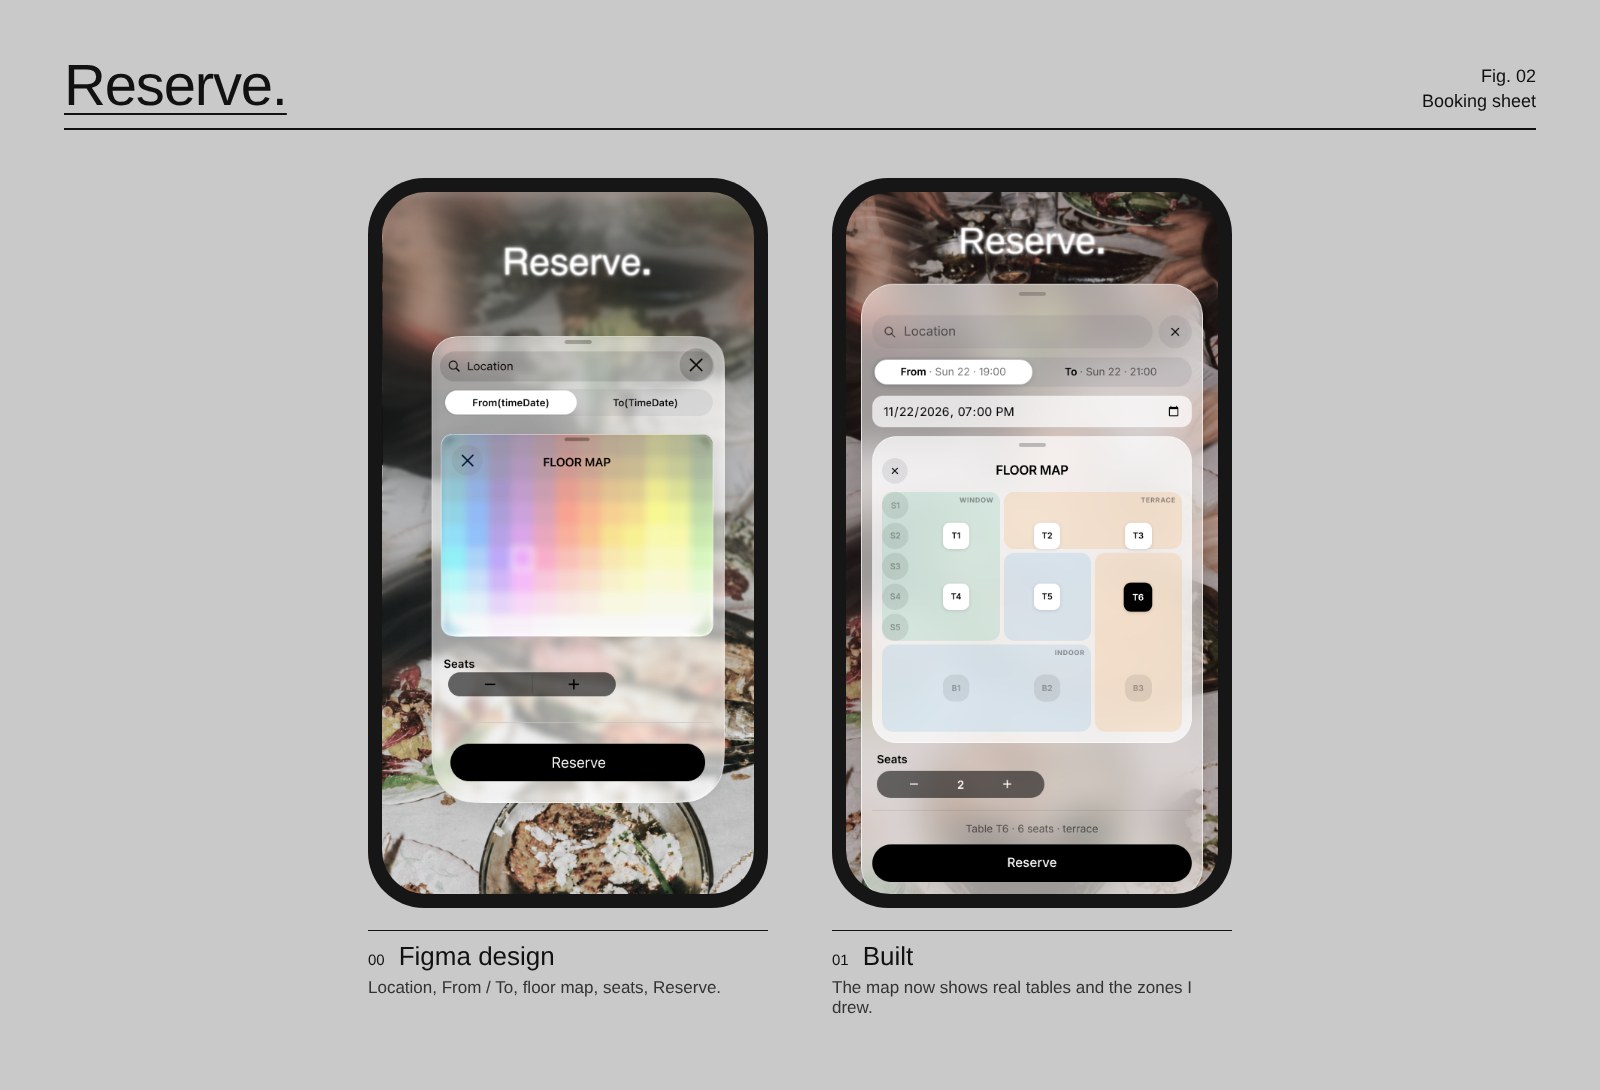 Reserve.
Fig. 02
Booking sheet
Reserve.
Location
From(timeDate)
To(TimeDate)
FLOOR MAP
Seats
− +
Reserve
Reserve.
Location
From · Sun 22 · 19:00
To · Sun 22 · 21:00
11/22/2026, 07:00 PM
FLOOR MAP
WINDOW
TERRACE
S1
S2
T1
T2
T3
S3
S4
T4
T5
T6
S5
INDOOR
B1
B2
B3
Seats
− 2 +
Table T6 · 6 seats · terrace
Reserve
00 Figma design
Location, From / To, floor map, seats, Reserve.
01 Built
The map now shows real tables and the zones I
drew.